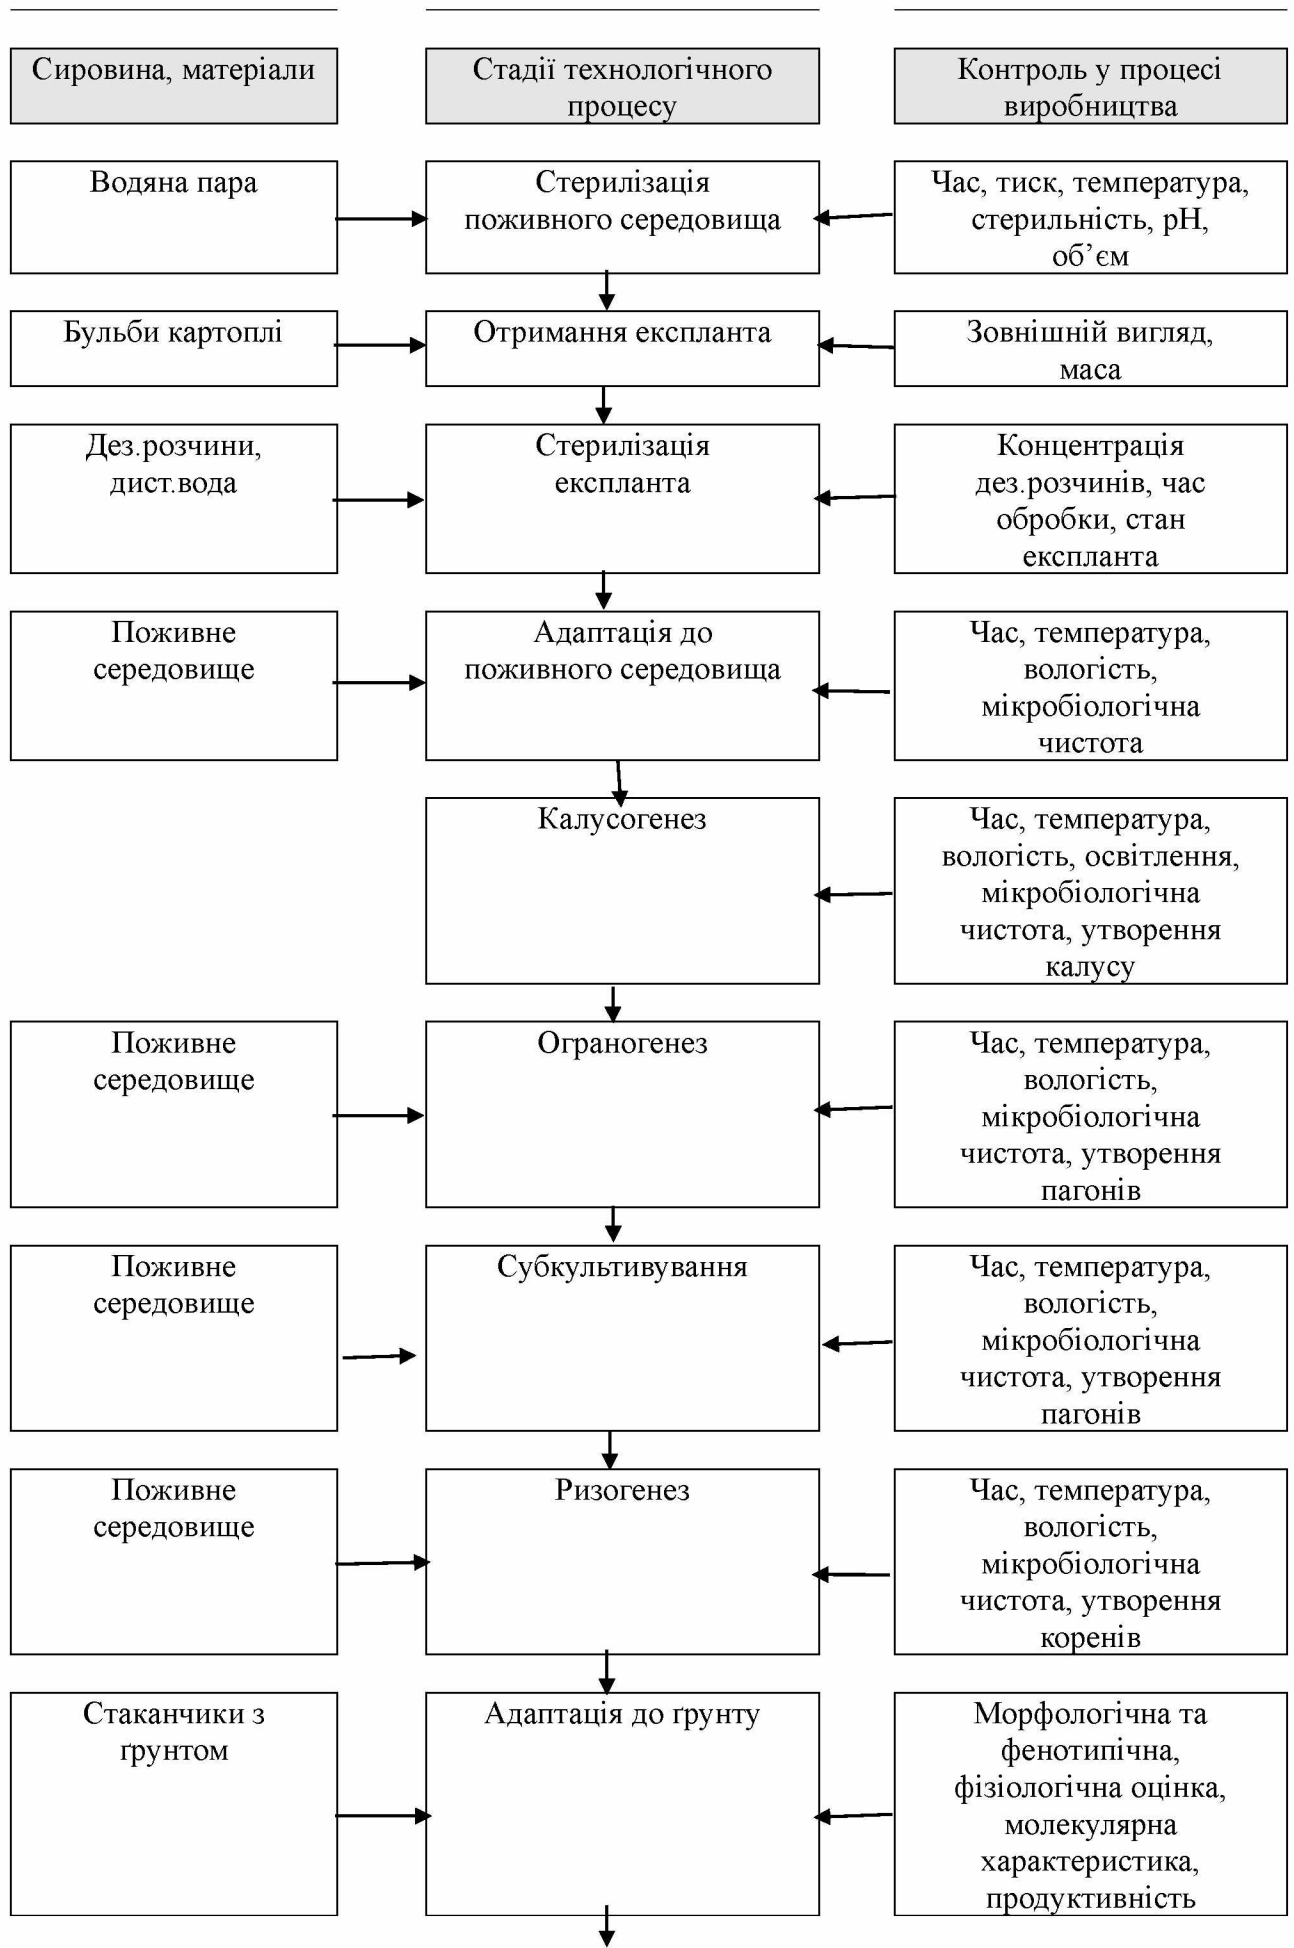 Сировина, матеріали
Стадії технологічного
процесу
Контроль у процесі
виробництва
Водяна пара
Стерилізація
поживного середовища
Час, тиск, температура,
стерильність, рН,
об’єм
Бульби картоплі
Отримання експланта
Зовнішній вигляд,
маса
Дез.розчини,
дист.вода
Стерилізація
експланта
Концентрація
дез.розчинів, час
обробки, стан
експланта
Поживне
середовище
Адаптація до
поживного середовища
Час, температура,
вологість,
мікробіологічна
чистота
Калусогенез
Час, температура,
вологість, освітлення,
мікробіологічна
чистота, утворення
калусу
Поживне
середовище
Ограногенез
Час, температура,
вологість,
мікробіологічна
чистота, утворення
пагонів
Поживне
середовище
Субкультивування
Час, температура,
вологість,
мікробіологічна
чистота, утворення
пагонів
Поживне
середовище
Ризогенез
Час, температура,
вологість,
мікробіологічна
чистота, утворення
коренів
Стаканчики з
ґрунтом
Адаптація до ґрунту
Морфологічна та
фенотипічна,
фізіологічна оцінка,
молекулярна
характеристика,
продуктивність